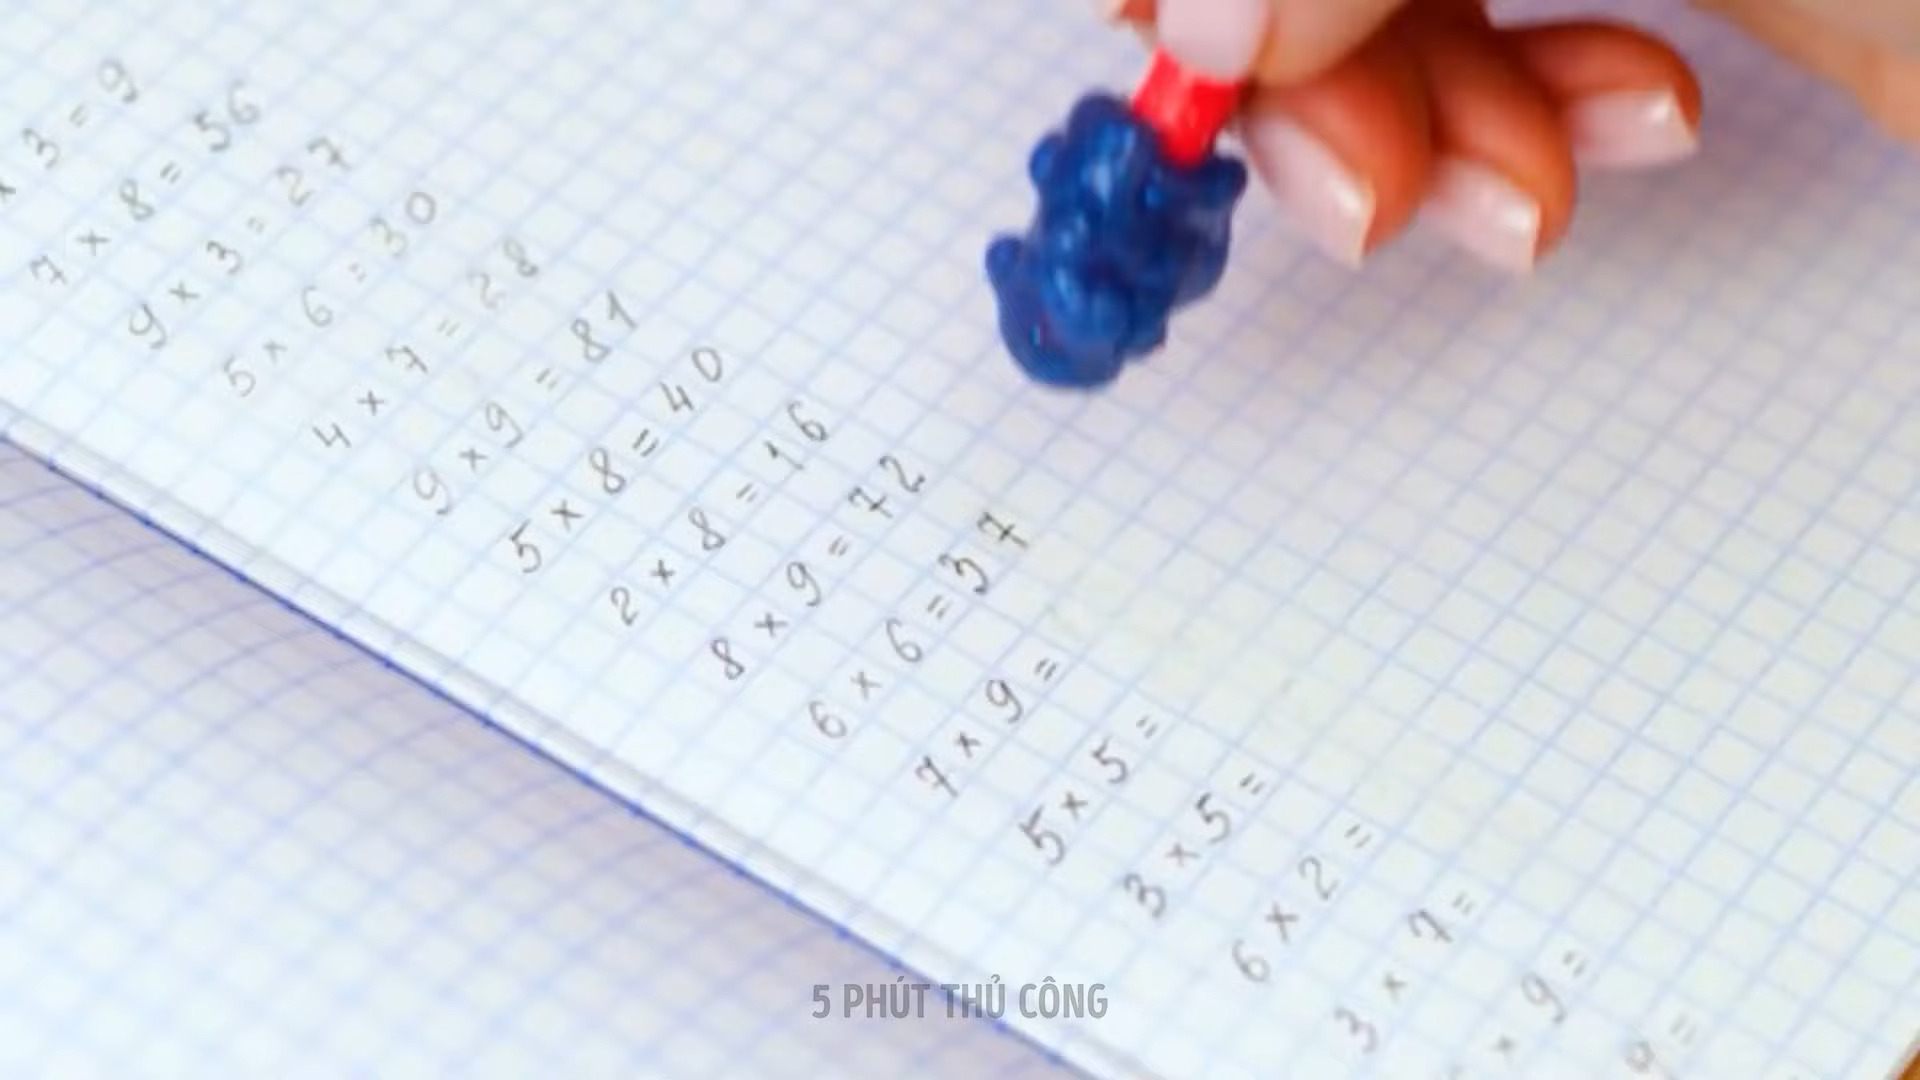 x 3 = 9
7 x 8 = 56
9 x 3 = 27
5 x 6 = 30
4 x 7 = 28
9 x 9 = 81
5 x 8 = 40
2 x 8 = 16
8 x 9 = 72
6 x 6 = 37
7 x 9 =
5 x 5 =
3 x 5 =
6 x 2 =
3 x 7 =
x 9 =
9 =
5 PHÚT THỦ CÔNG